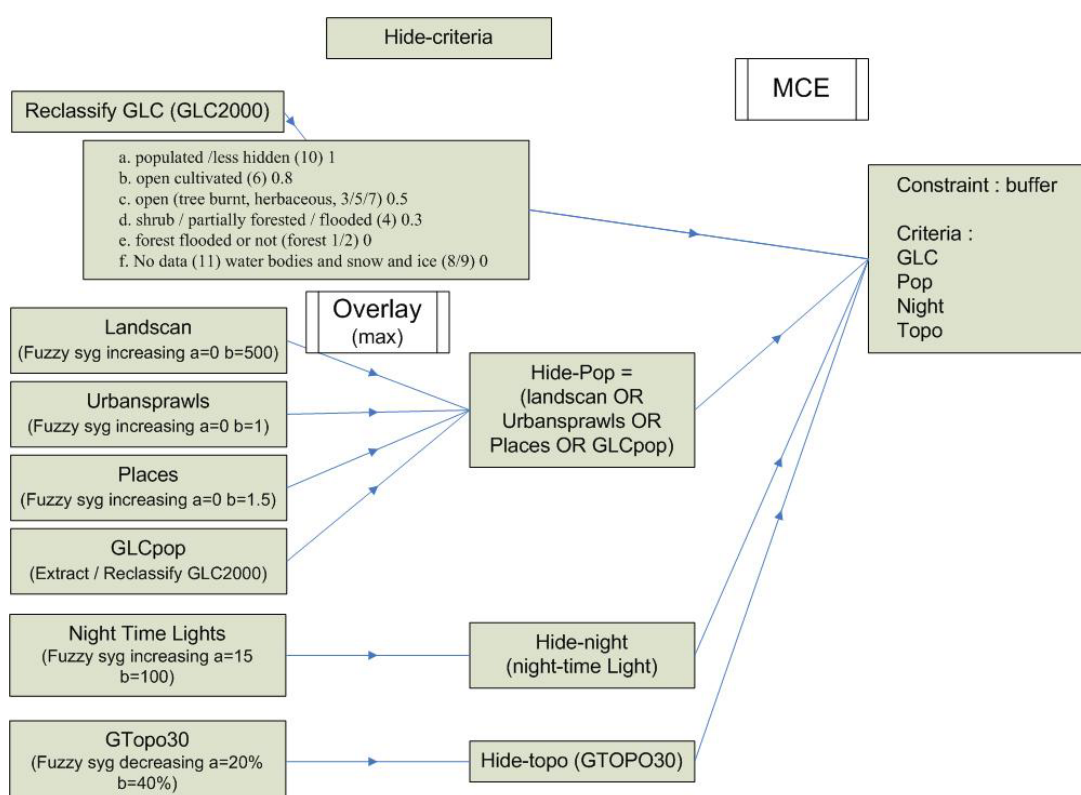 Hide-criteria
MCE
Reclassify GLC (GLC2000)
a. populated /less hidden (10) 1
b. open cultivated (6) 0.8
c. open (tree burnt, herbaceous, 3/5/7) 0.5
d. shrub / partially forested / flooded (4) 0.3
e. forest flooded or not (forest 1/2) 0
f. No data (11) water bodies and snow and ice (8/9) 0
Constraint : buffer
Criteria :
GLC
Pop
Night
Topo
Overlay
(max)
Landscan
(Fuzzy syg increasing a=0 b=500)
Urbansprawls
(Fuzzy syg increasing a=0 b=1)
Places
(Fuzzy syg increasing a=0 b=1.5)
GLCpop
(Extract / Reclassify GLC2000)
Hide-Pop =
(landscan OR
Urbansprawls OR
Places OR GLCpop)
Night Time Lights
(Fuzzy syg increasing a=15
b=100)
Hide-night
(night-time Light)
GTopo30
(Fuzzy syg decreasing a=20%
b=40%)
Hide-topo (GTOPO30)